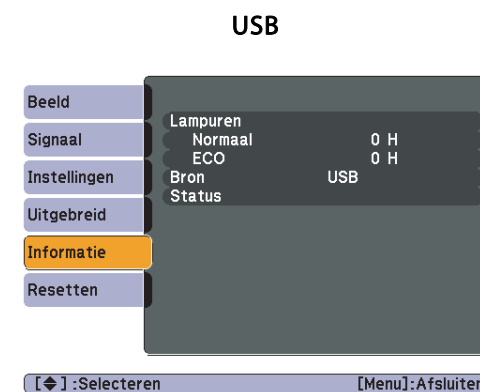 USB
Beeld
Signaal
Instellingen
Uitgebreid
Informatie
Resetten
Lampuren
Normaal 0 H
ECO 0 H
Bron USB
Status
[◆] :Selecteren [Menu]:Afsluiten